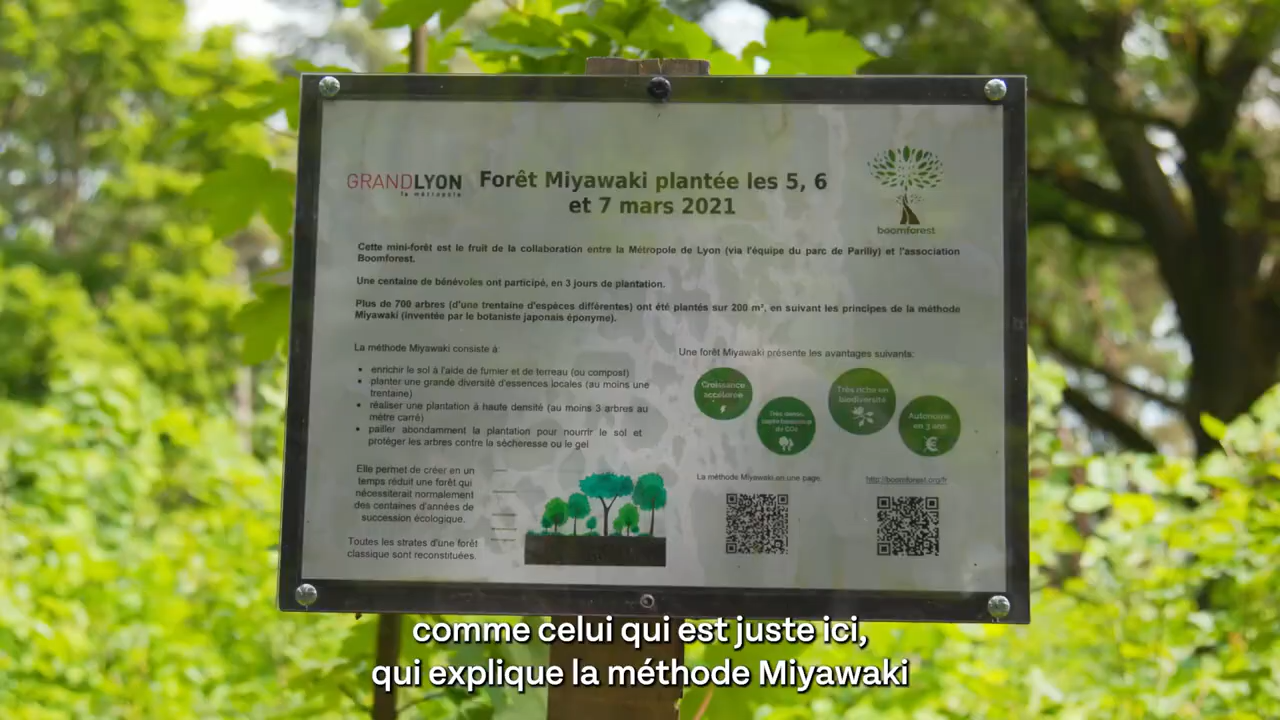 GRANDLYON
la métropole
Forêt Miyawaki plantée les 5, 6
et 7 mars 2021
boomforest
Cette mini-forêt est le fruit de la collaboration entre la Métropole de Lyon (via l'équipe du parc de Parilly) et l'association
Boomforest.
Une centaine de bénévoles ont participé, en 3 jours de plantation.
Plus de 700 arbres (d'une trentaine d'espèces différentes) ont été plantés sur 200 m², en suivant les principes de la méthode
Miyawaki (inventée par le botaniste japonais éponyme).
La méthode Miyawaki consiste à:
• enrichir le sol à l'aide de fumier et de terreau (ou compost)
• planter une grande diversité d'essences locales (au moins une
trentaine)
• réaliser une plantation à haute densité (au moins 3 arbres au
mètre carré)
• pailler abondamment la plantation pour nourrir le sol et
protéger les arbres contre la sécheresse ou le gel
Elle permet de créer en un
temps réduit une forêt qui
nécessiterait normalement
des centaines d'années de
succession écologique.
Toutes les strates d'une forêt
classique sont reconstituées.
Une forêt Miyawaki présente les avantages suivants:
Croissance
accélérée
Très dense,
capte beaucoup
de CO2
Très riche en
biodiversité
Autonome
en 3 ans
La méthode Miyawaki en une page:
http://boomforest.org/fr
comme celui qui est juste ici,
qui explique la méthode Miyawaki